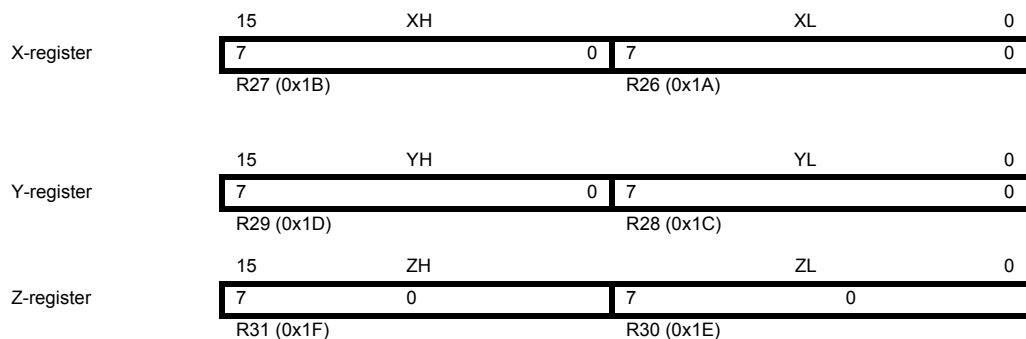 15 XH XL 0
X-register 7 0 7 0
R27 (0x1B) R26 (0x1A)
15 YH YL 0
Y-register 7 0 7 0
R29 (0x1D) R28 (0x1C)
15 ZH ZL 0
Z-register 7 0 7 0
R31 (0x1F) R30 (0x1E)